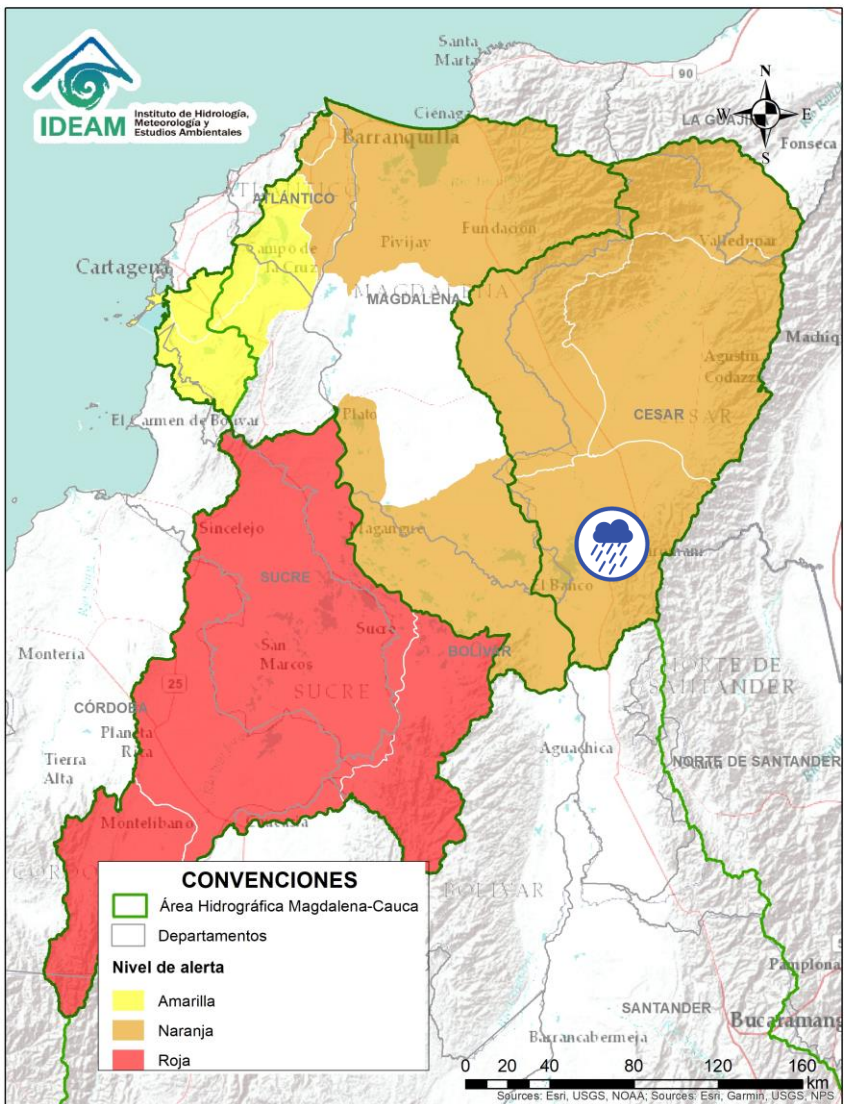 IDEAM
Instituto de Hidrología,
Meteorología y
Estudios Ambientales
Santa
Marta
90
N
W
E
S
LA GUAJI
Ciénaga
Fonseca
Barranquilla
ATLÁNTICO
Pivijay
Fundación
Valledupar
Campo de
la Cruz
Cartagena
MAGDALENA
Machiq
Agustín
Codazzi
El Carmen de Bolívar
Plato
CESAR
Sincelejo
Magangué
SUCRE
El Banco
Sucre
San
Marcos
BOLÍVAR
Montería
SUCRE
25
NORTE DE
SANTANDER
CÓRDOBA
Planeta
Rica
Aguachica
Tierra
Alta
NORTE DE SANTANDER
Montelíbano
Caucasia
BOLÍVAR
CONVENCIONES
Área Hidrográfica Magdalena-Cauca
Departamentos
Nivel de alerta
Amarilla
Naranja
Roja
Pamplona
SANTANDER
Bucaramang
Barrancabermeja
0 20 40 80 120 160
km
Sources: Esri, USGS, NOAA; Sources: Esri, Garmin, USGS, NPS